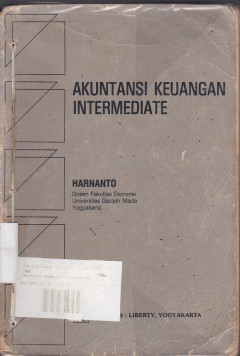 AKUNTANSI KEUANGAN
INTERMEDIATE
HARNANTO
Dosen Fakultas Ekonomi
Universitas Gadjah Mada
Yogyakarta
: LIBERTY, YOGYAKARTA